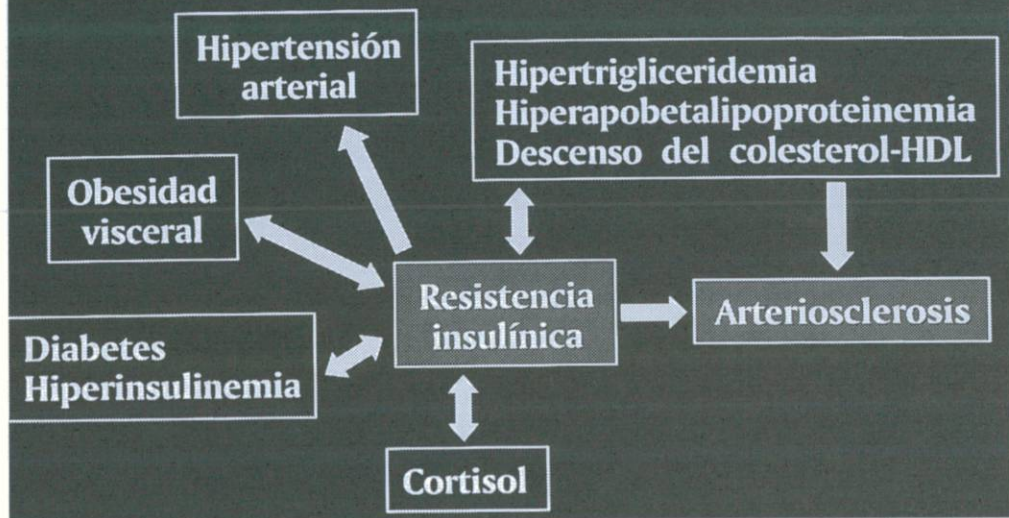 Hipertensión
arterial
Hipertrigliceridemia
Hiperapobetalipoproteinemia
Descenso del colesterol-HDL
Obesidad
visceral
Resistencia
insulínica
Arteriosclerosis
Diabetes
Hiperinsulinemia
Cortisol